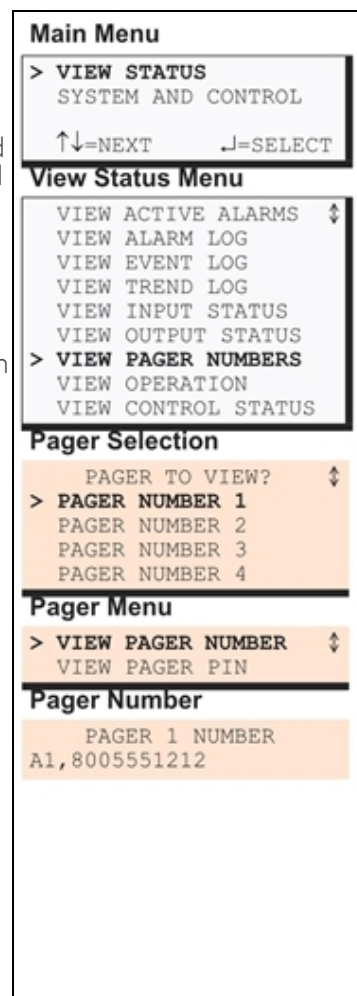 Main Menu
> VIEW STATUS
SYSTEM AND CONTROL
↑↓=NEXT ↵=SELECT
View Status Menu
VIEW ACTIVE ALARMS ↕
VIEW ALARM LOG
VIEW EVENT LOG
VIEW TREND LOG
VIEW INPUT STATUS
VIEW OUTPUT STATUS
> VIEW PAGER NUMBERS
VIEW OPERATION
VIEW CONTROL STATUS
Pager Selection
PAGER TO VIEW? ↕
> PAGER NUMBER 1
PAGER NUMBER 2
PAGER NUMBER 3
PAGER NUMBER 4
Pager Menu
> VIEW PAGER NUMBER ↕
VIEW PAGER PIN
Pager Number
PAGER 1 NUMBER
A1,8005551212